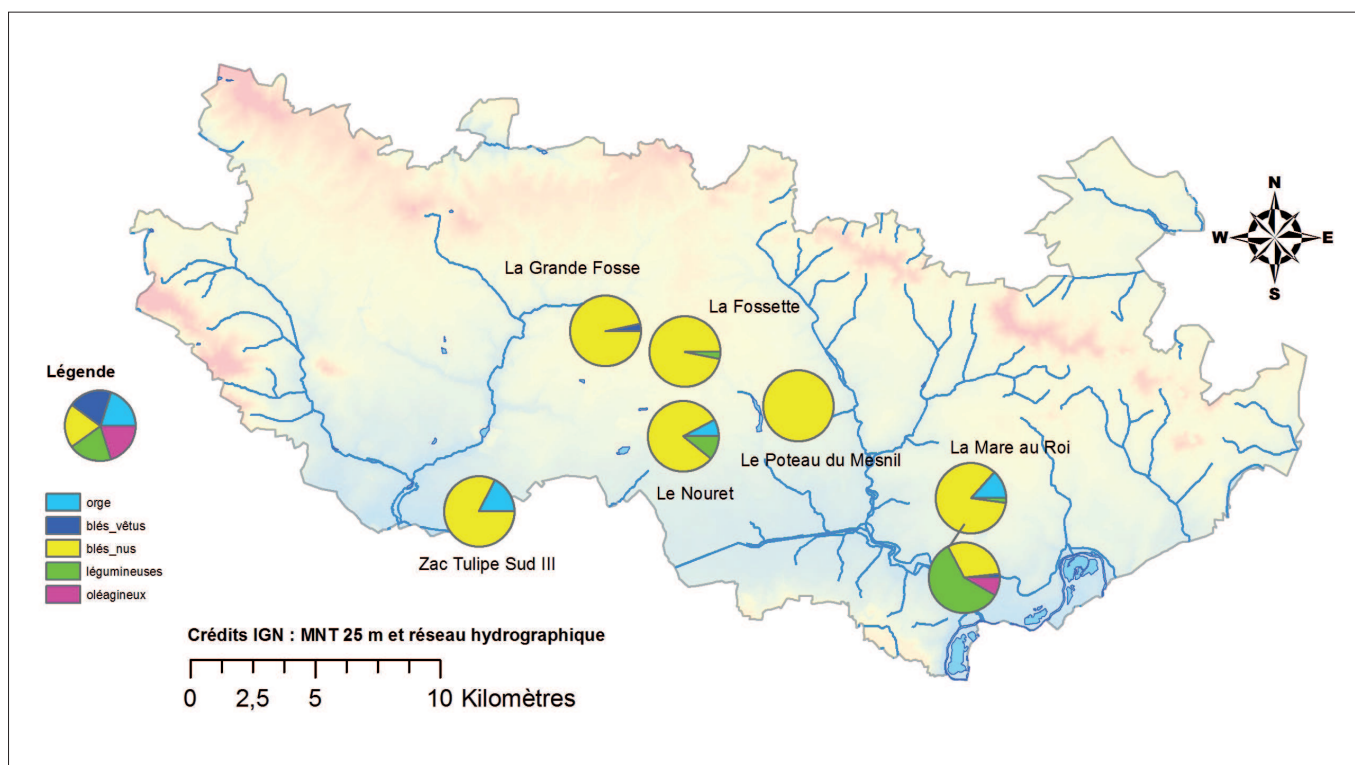 N
W E
S
La Grande Fosse
La Fossette
Légende
La Mare au Roi
Le Poteau du Mesnil
Le Nouret
orge
blés_vêtus
blés_nus
légumineuses
oléagineux
Zac Tulipe Sud III
Crédits IGN : MNT 25 m et réseau hydrographique
0 2,5 5 10 Kilomètres